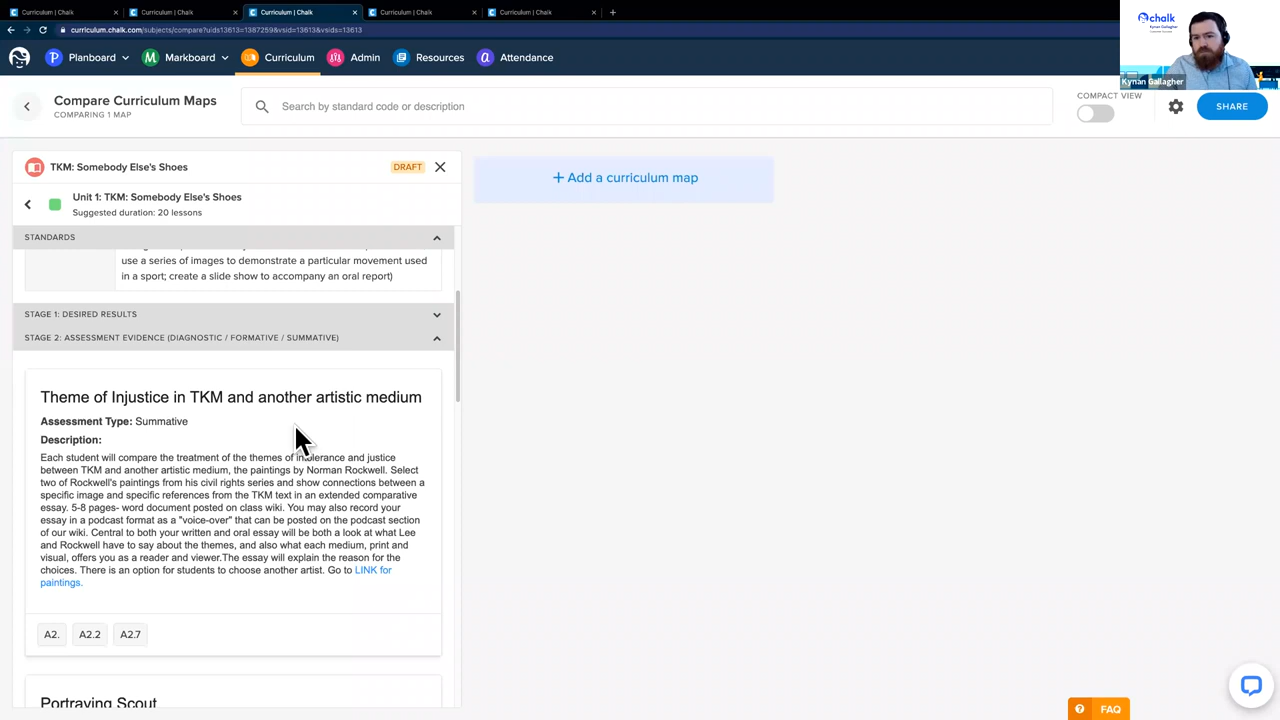 Curriculum | Chalk
Curriculum | Chalk
Curriculum | Chalk
Curriculum | Chalk
Curriculum | Chalk
curriculum.chalk.com/subjects/compare?uids13613=1387259&vsid=13613&vsids=13613
Planboard
Markboard
Curriculum
Admin
Resources
Attendance
chalk
Kynan Gallagher
Kynan Gallagher
Compare Curriculum Maps
COMPARING 1 MAP
Search by standard code or description
COMPACT VIEW
SHARE
TKM: Somebody Else's Shoes
DRAFT
+ Add a curriculum map
Unit 1: TKM: Somebody Else's Shoes
Suggested duration: 20 lessons
STANDARDS
use a series of images to demonstrate a particular movement used
in a sport; create a slide show to accompany an oral report)
STAGE 1: DESIRED RESULTS
STAGE 2: ASSESSMENT EVIDENCE (DIAGNOSTIC / FORMATIVE / SUMMATIVE)
Theme of Injustice in TKM and another artistic medium
Assessment Type: Summative
Description:
Each student will compare the treatment of the themes of intolerance and justice
between TKM and another artistic medium, the paintings by Norman Rockwell. Select
two of Rockwell's paintings from his civil rights series and show connections between a
specific image and specific references from the TKM text in an extended comparative
essay. 5-8 pages- word document posted on class wiki. You may also record your
essay in a podcast format as a "voice-over" that can be posted on the podcast section
of our wiki. Central to both your written and oral essay will be both a look at what Lee
and Rockwell have to say about the themes, and also what each medium, print and
visual, offers you as a reader and viewer.The essay will explain the reason for the
choices. There is an option for students to choose another artist. Go to LINK for
paintings.
A2.
A2.2
A2.7
Portraying Scout
FAQ